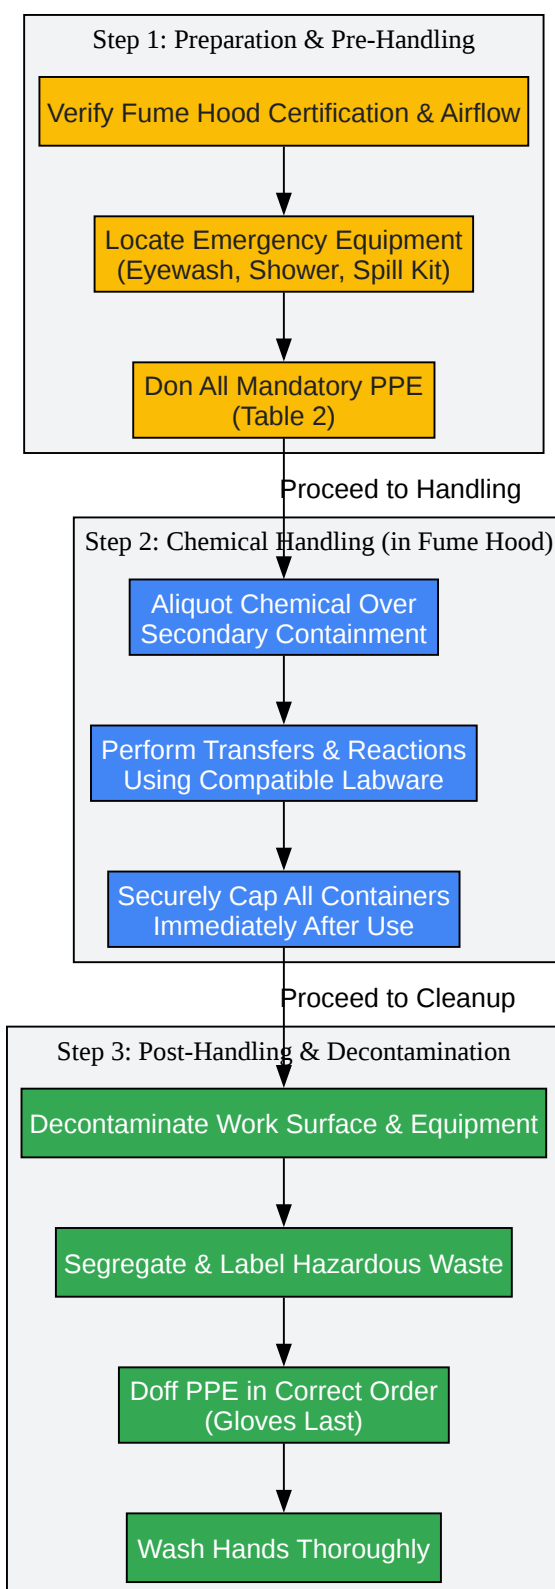 Step 1: Preparation & Pre-Handling
Verify Fume Hood Certification & Airflow
Locate Emergency Equipment
(Eyewash, Shower, Spill Kit)
Don All Mandatory PPE
(Table 2)
Proceed to Handling
Step 2: Chemical Handling (in Fume Hood)
Aliquot Chemical Over
Secondary Containment
Perform Transfers & Reactions
Using Compatible Labware
Securely Cap All Containers
Immediately After Use
Proceed to Cleanup
Step 3: Post-Handling & Decontamination
Decontaminate Work Surface & Equipment
Segregate & Label Hazardous Waste
Doff PPE in Correct Order
(Gloves Last)
Wash Hands Thoroughly